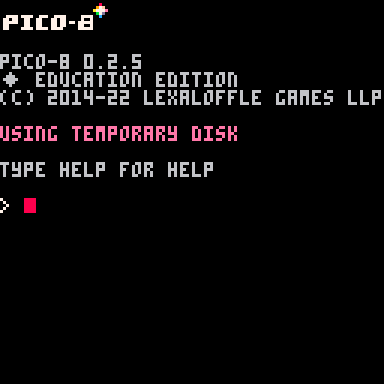 PICO-8
PICO-8 0.2.5
EDUCATION EDITION
(C) 2014-22 LEXALOFFLE GAMES LLP
USING TEMPORARY DISK
TYPE HELP FOR HELP
>